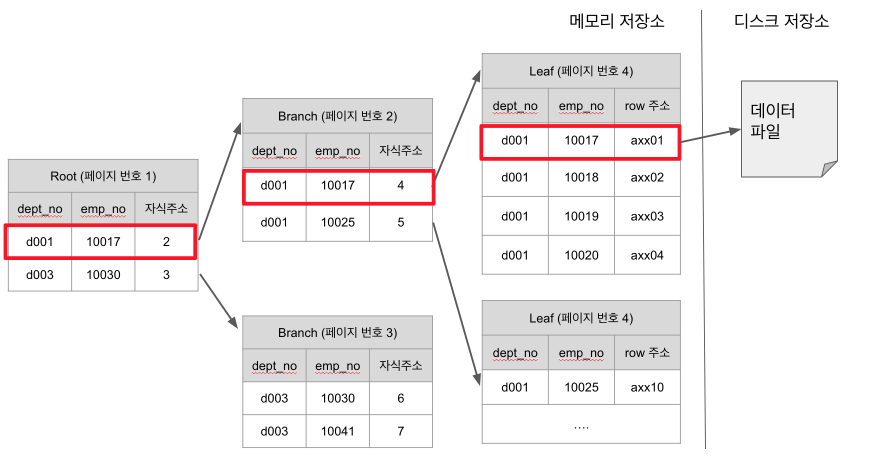 메모리 저장소
디스크 저장소
Root (페이지 번호 1)
dept_no emp_no 자식주소
d001 10017 2
d003 10030 3
Branch (페이지 번호 2)
dept_no emp_no 자식주소
d001 10017 4
d001 10025 5
Branch (페이지 번호 3)
dept_no emp_no 자식주소
d003 10030 6
d003 10041 7
Leaf (페이지 번호 4)
dept_no emp_no row 주소
d001 10017 axx01
d001 10018 axx02
d001 10019 axx03
d001 10020 axx04
Leaf (페이지 번호 4)
dept_no emp_no row 주소
d001 10025 axx10
....
데이터
파일